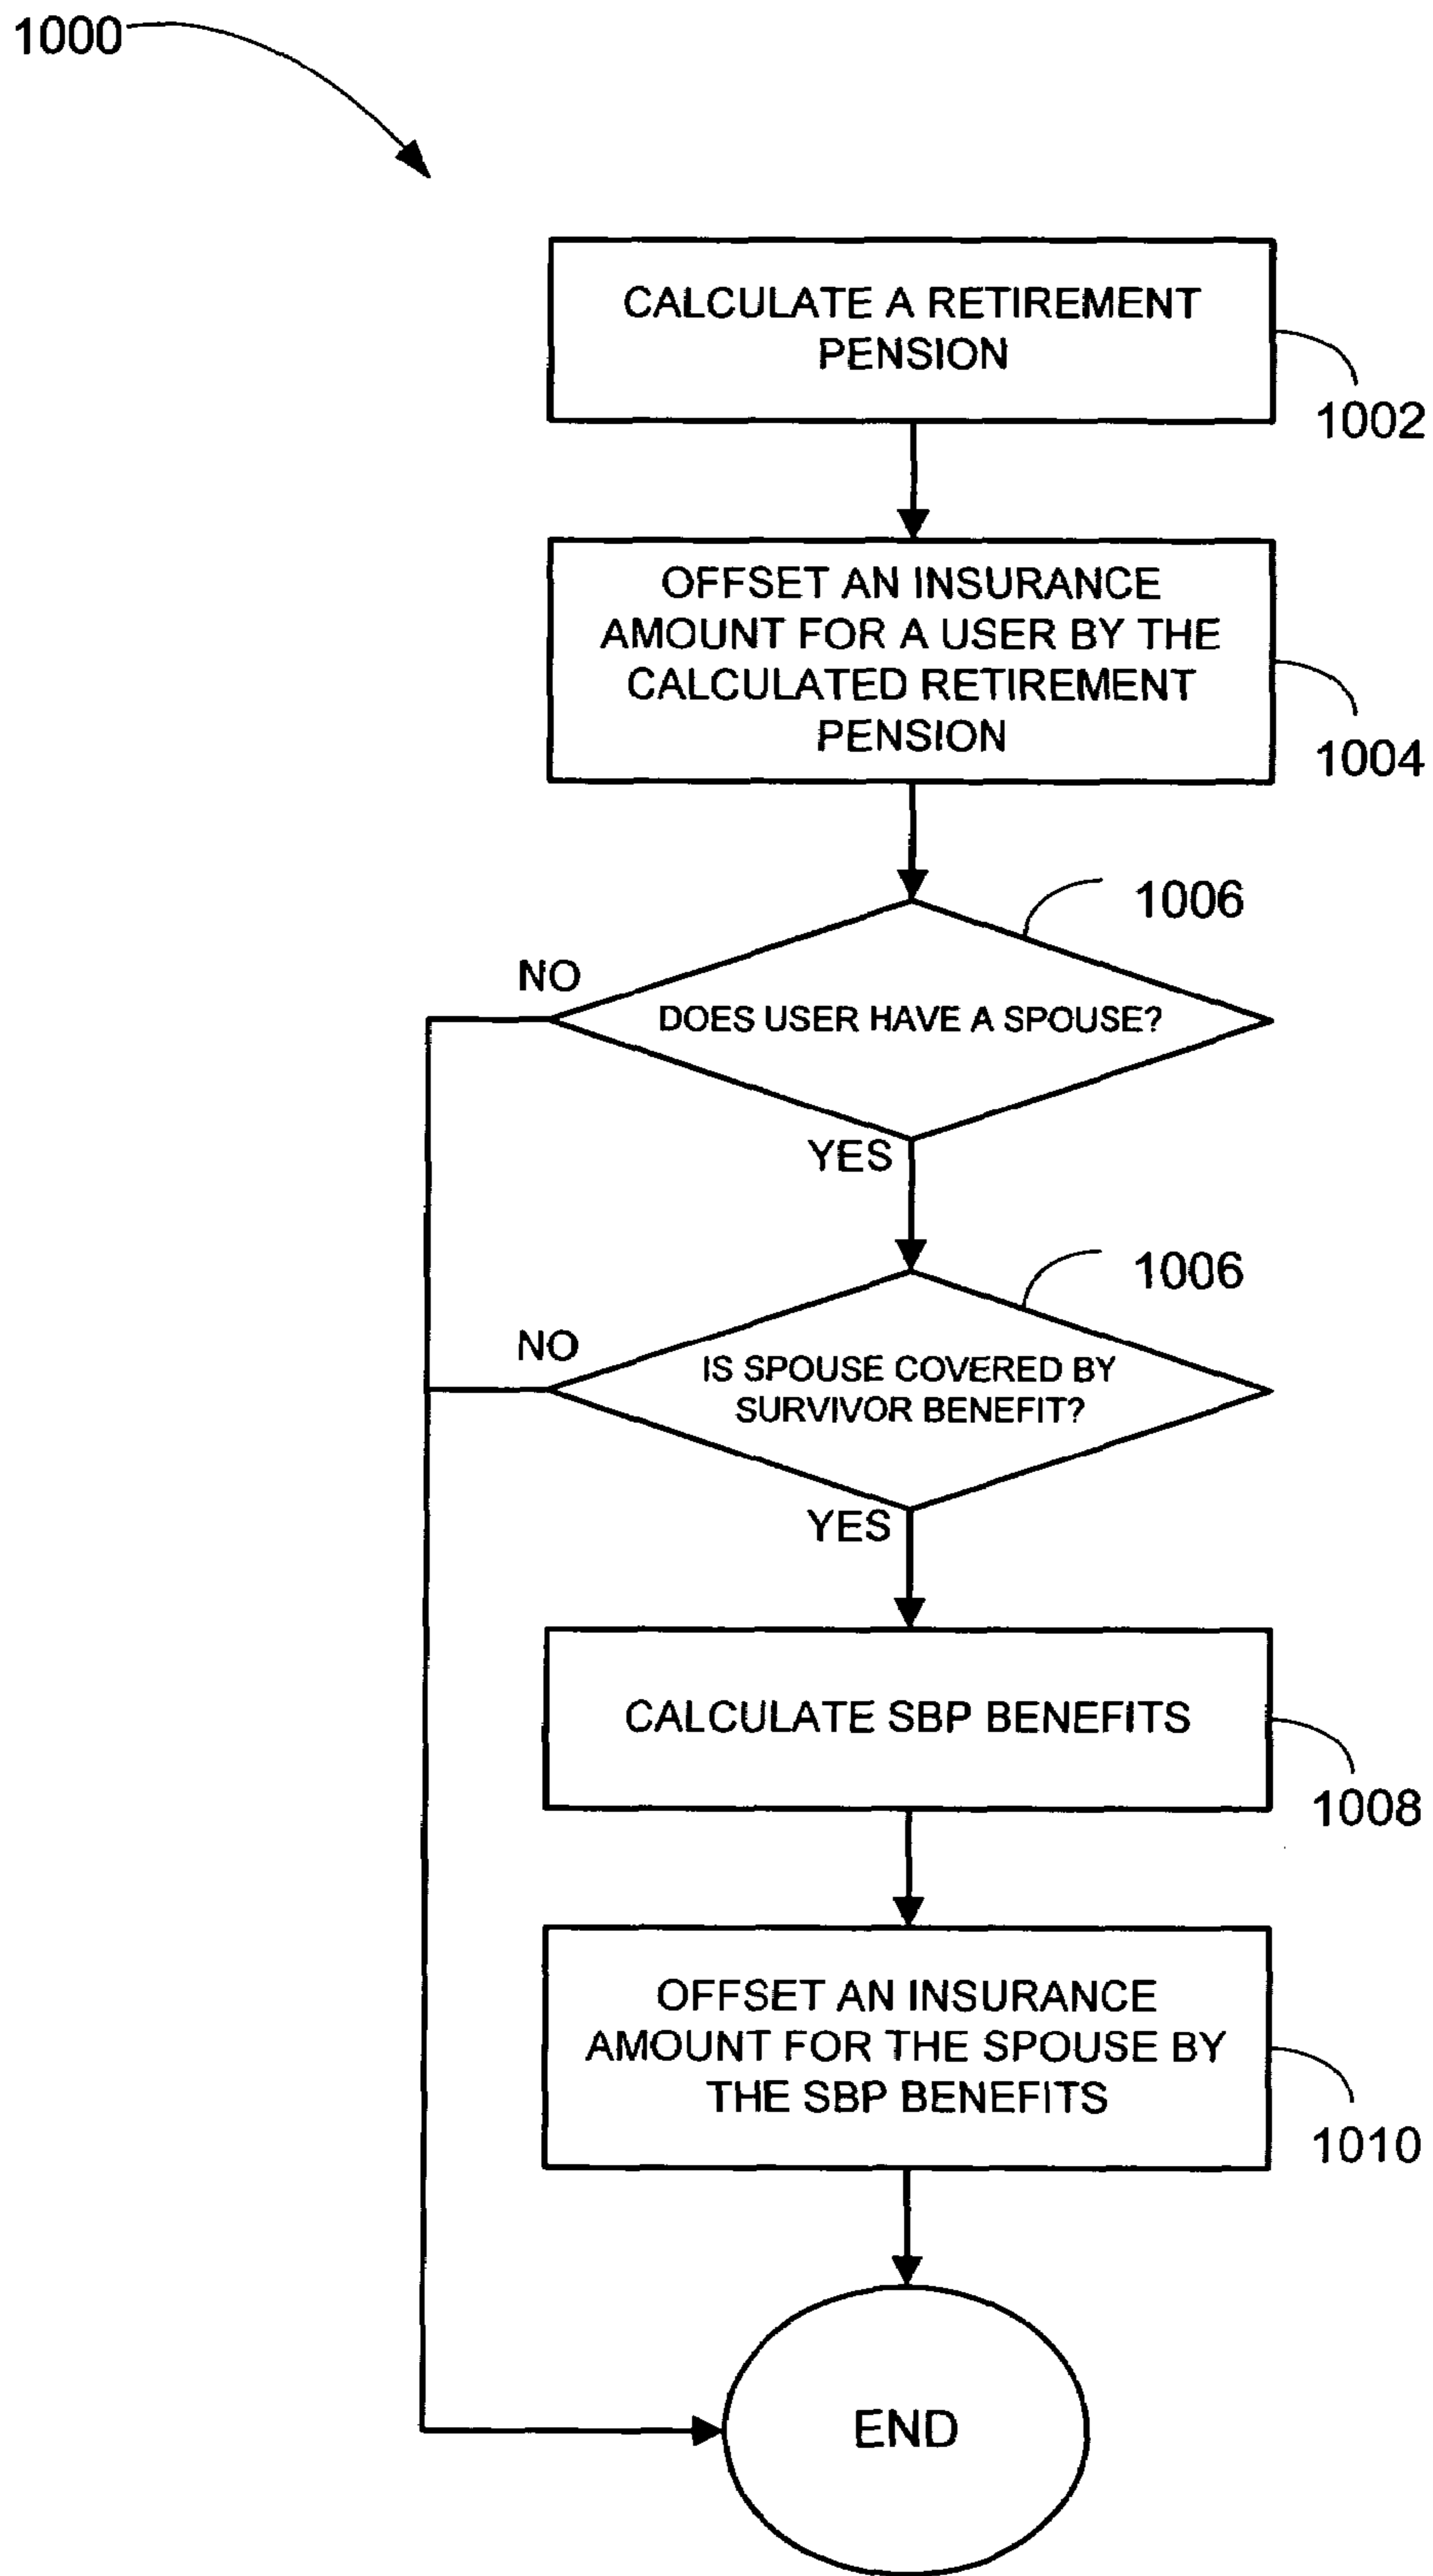 1000
CALCULATE A RETIREMENT
PENSION
1002
OFFSET AN INSURANCE
AMOUNT FOR A USER BY THE
CALCULATED RETIREMENT
PENSION
1004
1006
NO
DOES USER HAVE A SPOUSE?
YES
1006
NO
IS SPOUSE COVERED BY
SURVIVOR BENEFIT?
YES
CALCULATE SBP BENEFITS
1008
OFFSET AN INSURANCE
AMOUNT FOR THE SPOUSE BY
THE SBP BENEFITS
1010
END